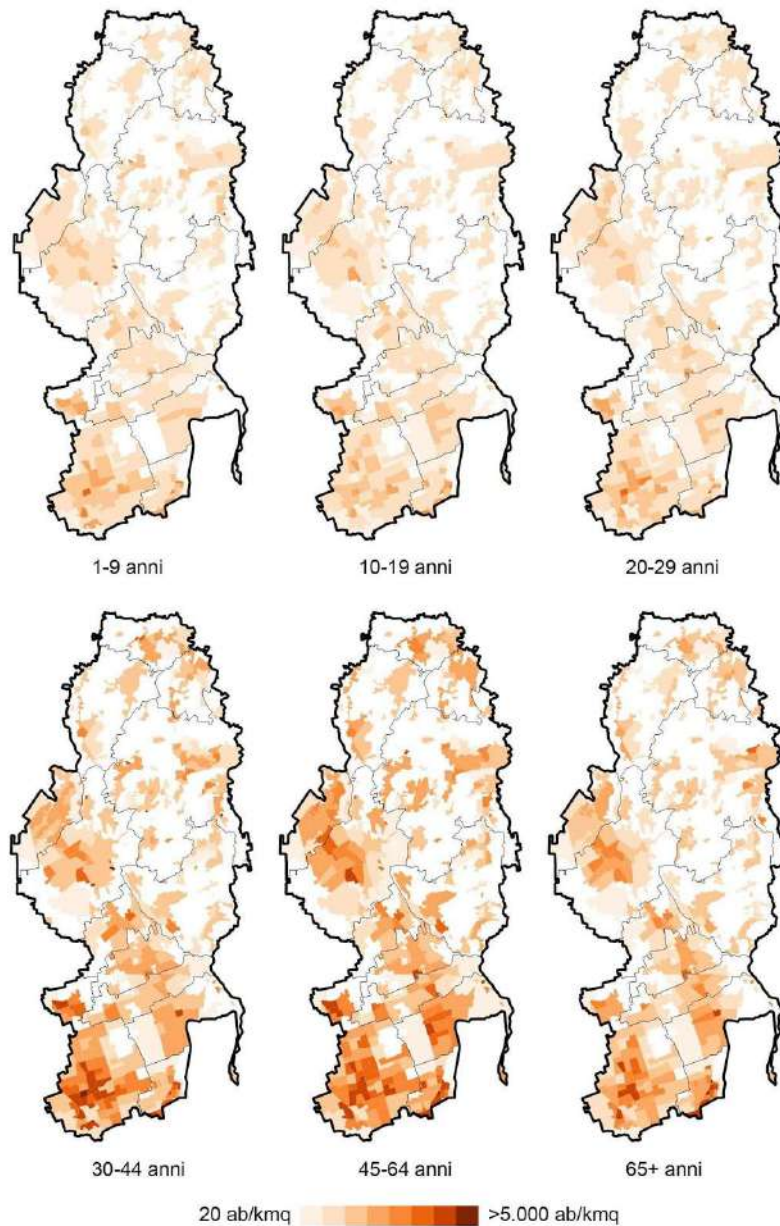 1-9 anni 10-19 anni 20-29 anni
30-44 anni 45-64 anni 65+ anni
20 ab/kmq >5.000 ab/kmq